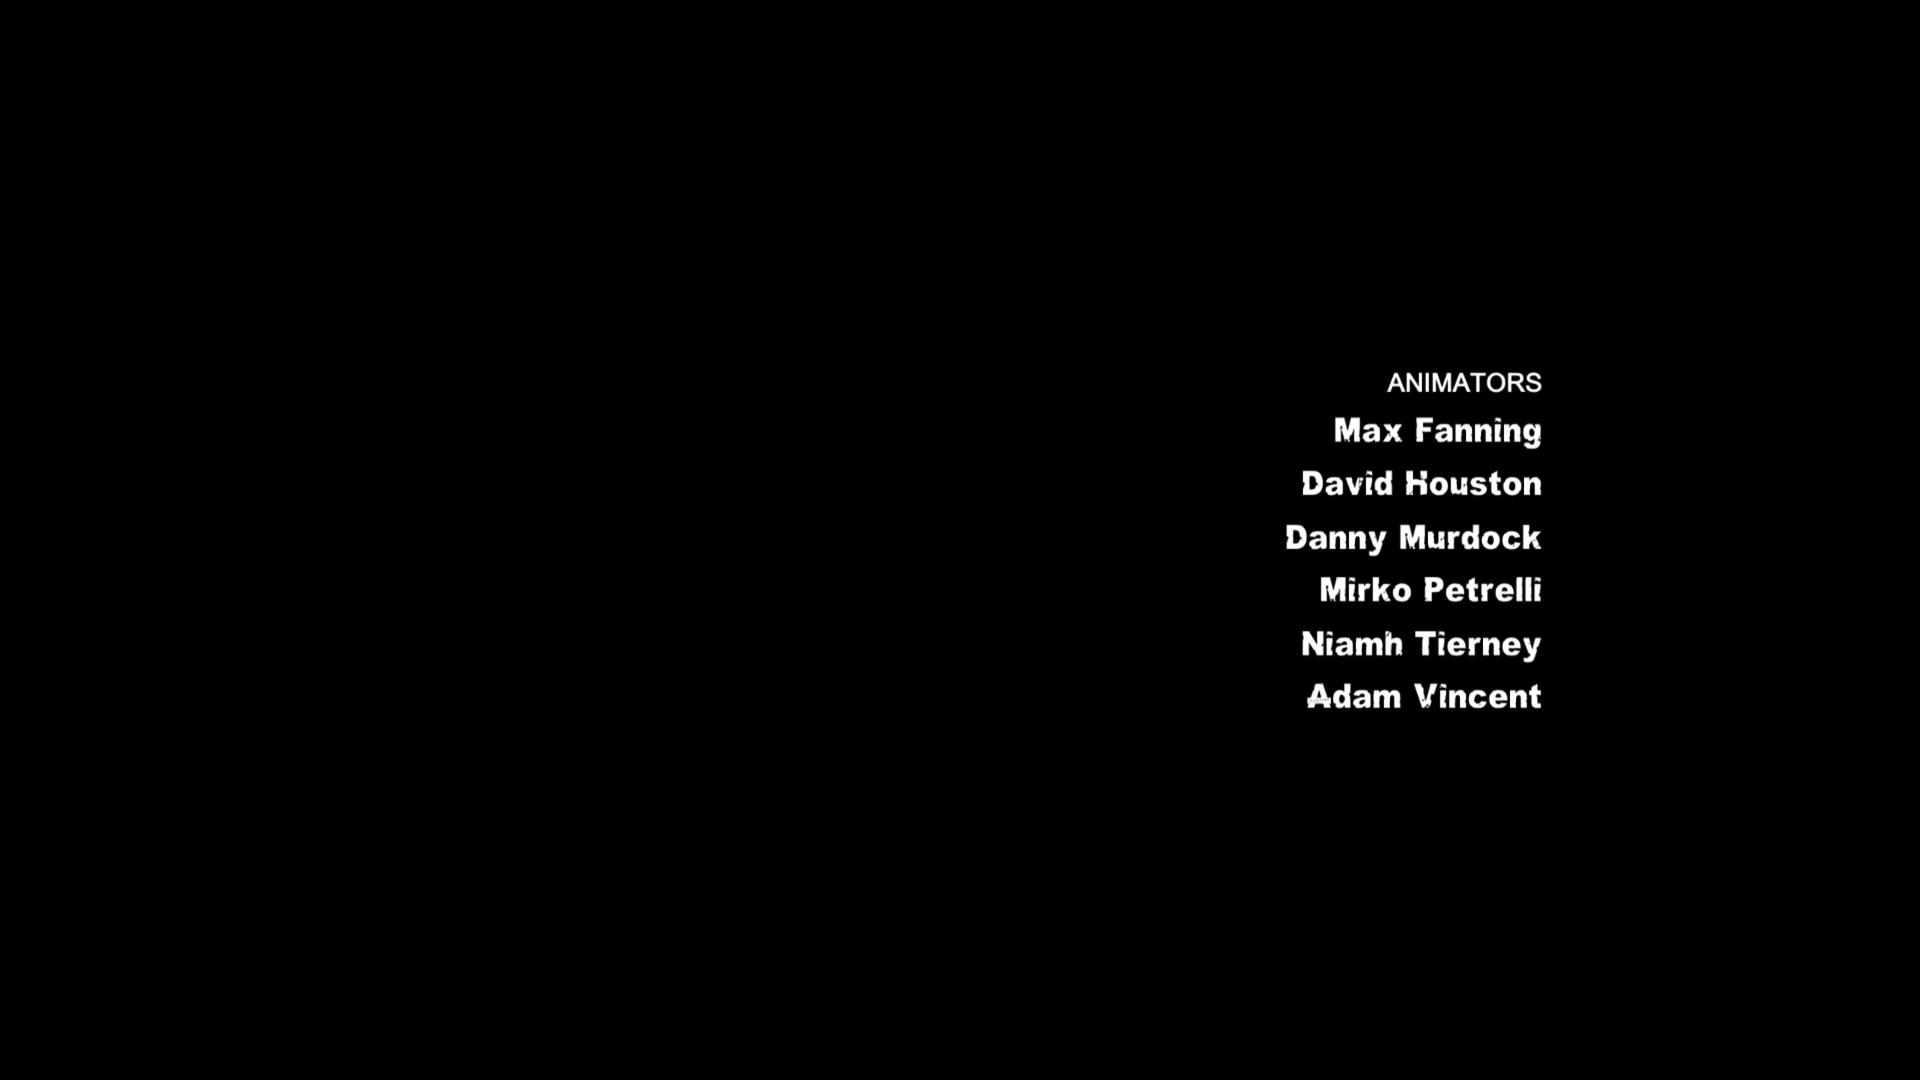 ANIMATORS
Max Fanning
David Houston
Danny Murdock
Mirko Petrelli
Niamh Tierney
Adam Vincent